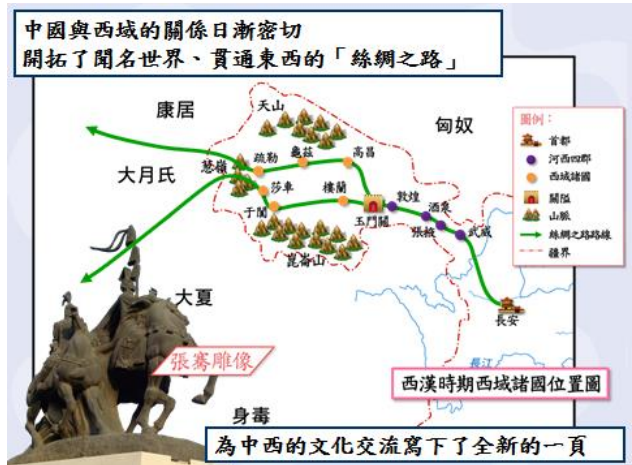 中國與西域的關係日漸密切
開拓了聞名世界、貫通東西的「絲綢之路」
康居
天山
匈奴
大月氏
蔥嶺
疏勒
龜茲
高昌
莎車
于闐
樓蘭
玉門關
敦煌
酒泉
張掖
武威
崑崙山
大夏
長安
長江
身毒
張騫雕像
圖例：
首都
河西四郡
西域諸國
關隘
山脈
絲綢之路路線
疆界
西漢時期西域諸國位置圖
為中西的文化交流寫下了全新的一頁